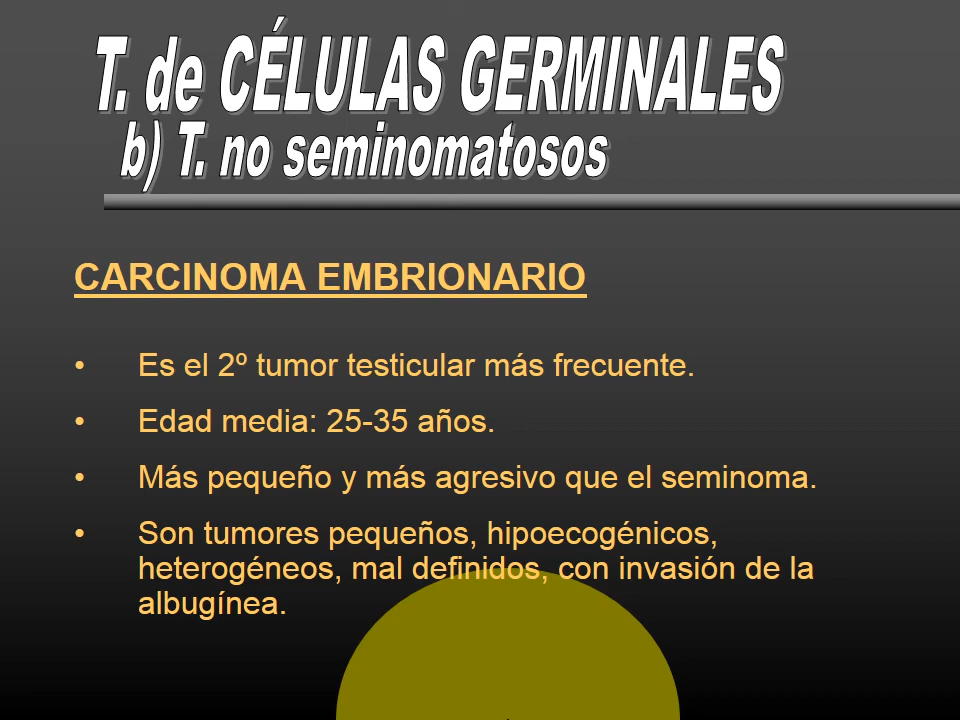 T. de CÉLULAS GERMINALES
b) T. no seminomatosos
CARCINOMA EMBRIONARIO
• Es el 2º tumor testicular más frecuente.
• Edad media: 25-35 años.
• Más pequeño y más agresivo que el seminoma.
• Son tumores pequeños, hipoecogénicos,
heterogéneos, mal definidos, con invasión de la
albugínea.